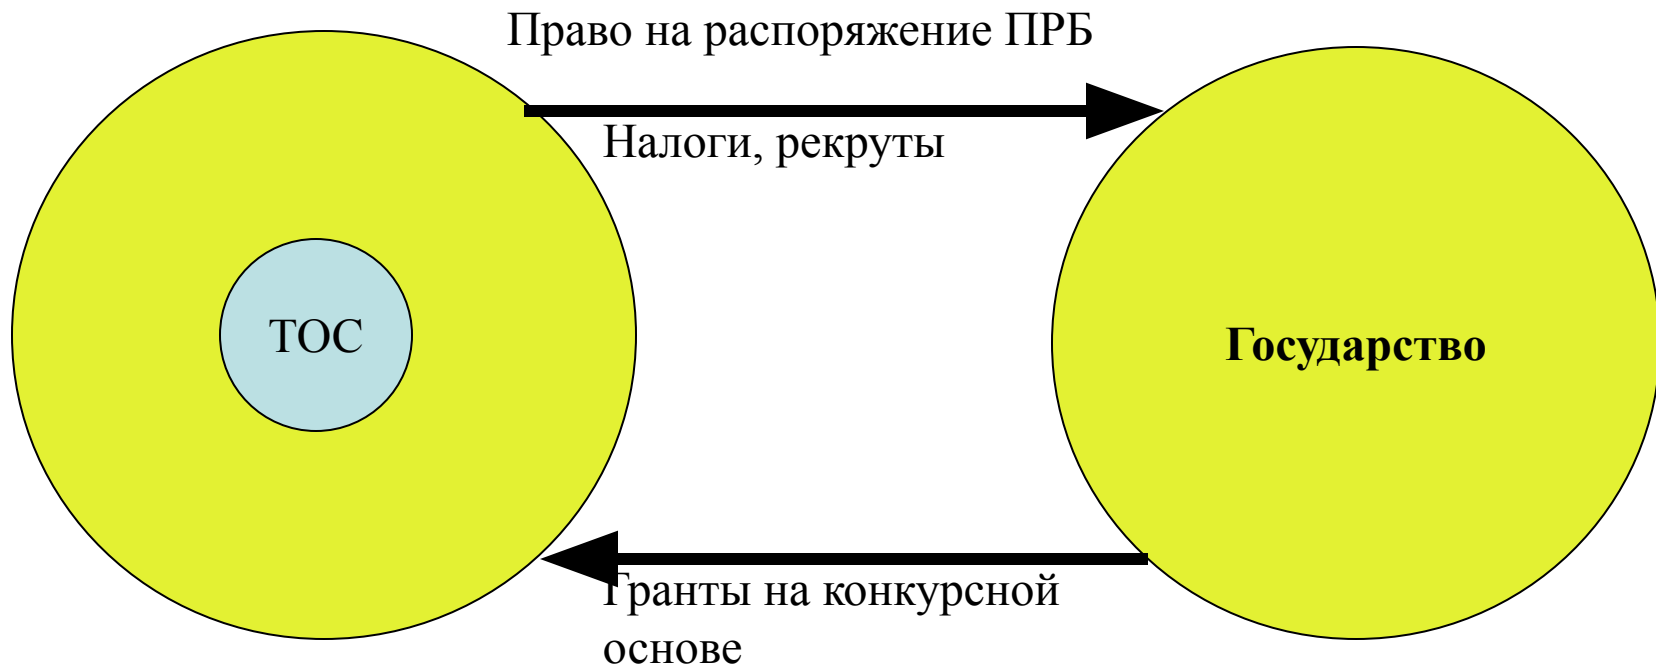 Право на распоряжение ПРБ
Налоги, рекруты
ТОС
Государство
Гранты на конкурсной
основе